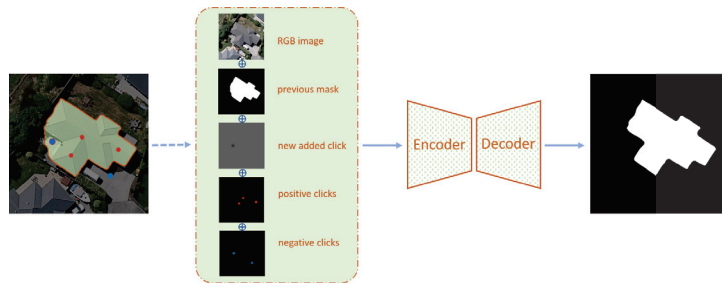 RGB image
previous mask
new added click
positive clicks
negative clicks
Encoder
Decoder